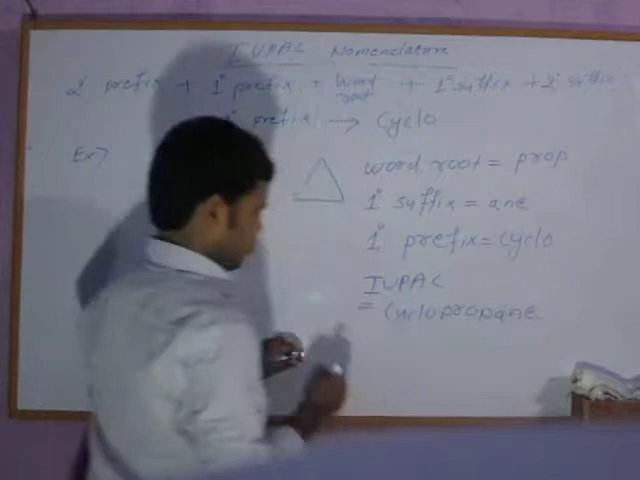 IUPAC Nomenclature
2° prefix + 1° prefix + word root + 1° suffix + 2° suffix
1° prefix → Cyclo
Ex>
word root = prop
1° suffix = ane
1° prefix = Cyclo
IUPAC
= Cyclopropane